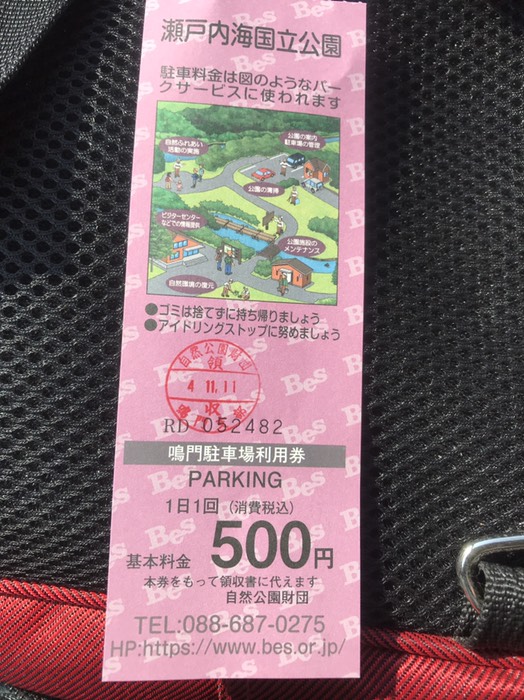 瀬戸内海国立公園
駐車料金は図のようなパー
クサービスに使われます
自然ふれあい
活動の実施
公園の案内
駐車場の管理
公園の清掃
ビジターセンター
などでの情報提供
公園施設の
メンテナンス
自然環境の復元
●ゴミは捨てずに持ち帰りましょう
●アイドリングストップに努めましょう
自然公園財団
領
4.11.11
収
RD 052482
鳴門駐車場利用券
PARKING
1日1回（消費税込）
基本料金 500円
本券をもって領収書に代えます
自然公園財団
TEL:088-687-0275
HP:https://www.bes.or.jp/